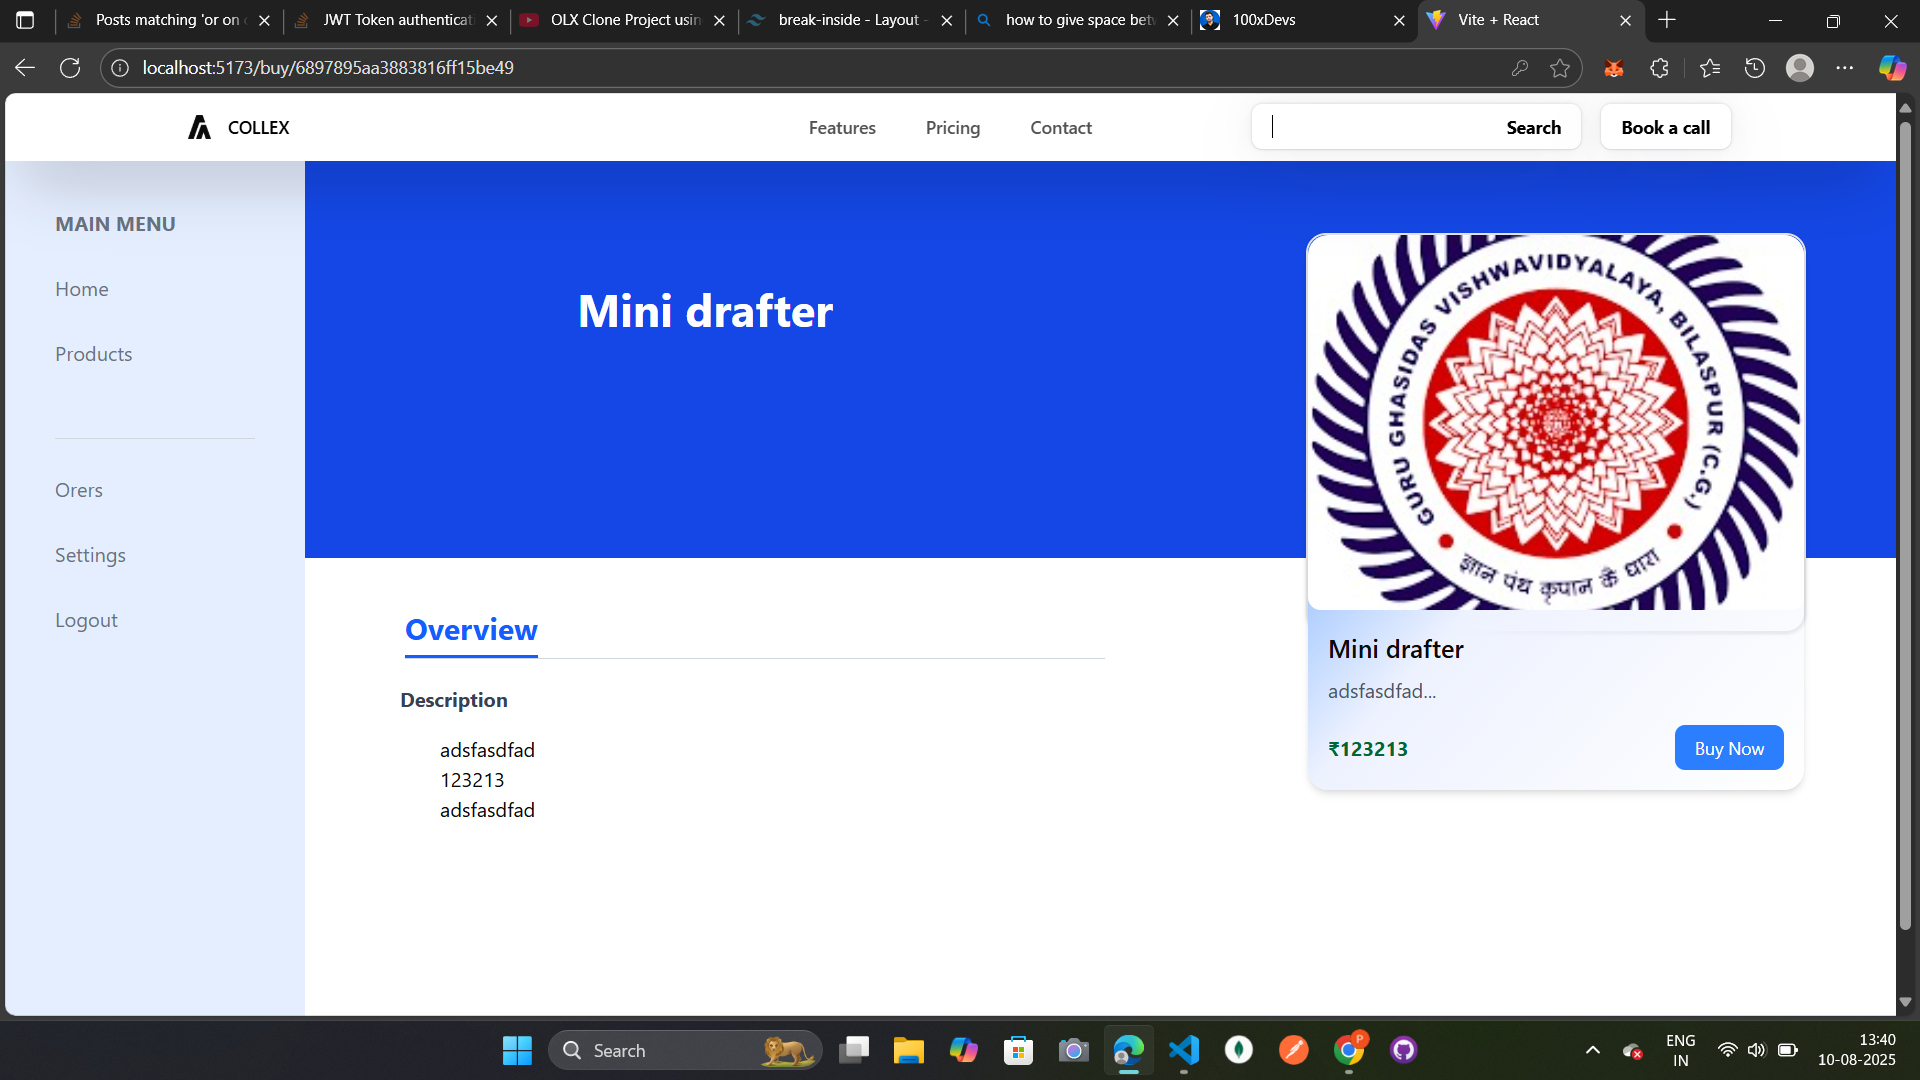 Posts matching 'or on
JWT Token authenticat
OLX Clone Project usin
break-inside - Layout -
how to give space bet
100xDevs
Vite + React
localhost:5173/buy/6897895aa3883816ff15be49
COLLEX
Features
Pricing
Contact
Search
Book a call
MAIN MENU
Home
Products
Orers
Settings
Logout
Mini drafter
GURU GHASIDAS VISHWAVIDYALAYA, BILASPUR (C.G.)
ज्ञान पंथ कृपान कै धारा
Overview
Description
adsfasdfad
123213
adsfasdfad
Mini drafter
adsfasdfad...
₹123213
Buy Now
Search
P
ENG
IN
13:40
10-08-2025